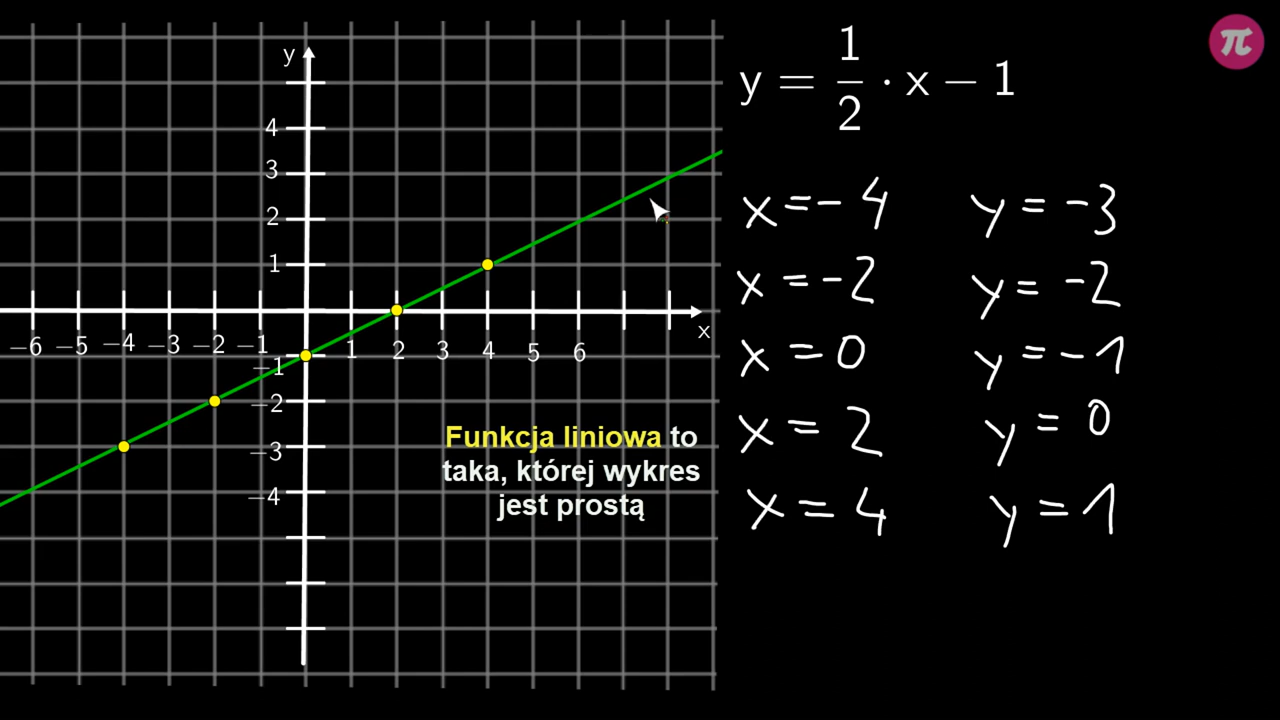 y
4
3
2
1
x
−6 −5 −4 −3 −2 −1 1 2 3 4 5 6
−1
−2
−3
−4
Funkcja liniowa to
taka, której wykres
jest prostą
π
y = 1/2 · x − 1
x = -4 y = -3
x = -2 y = -2
x = 0 y = -1
x = 2 y = 0
x = 4 y = 1